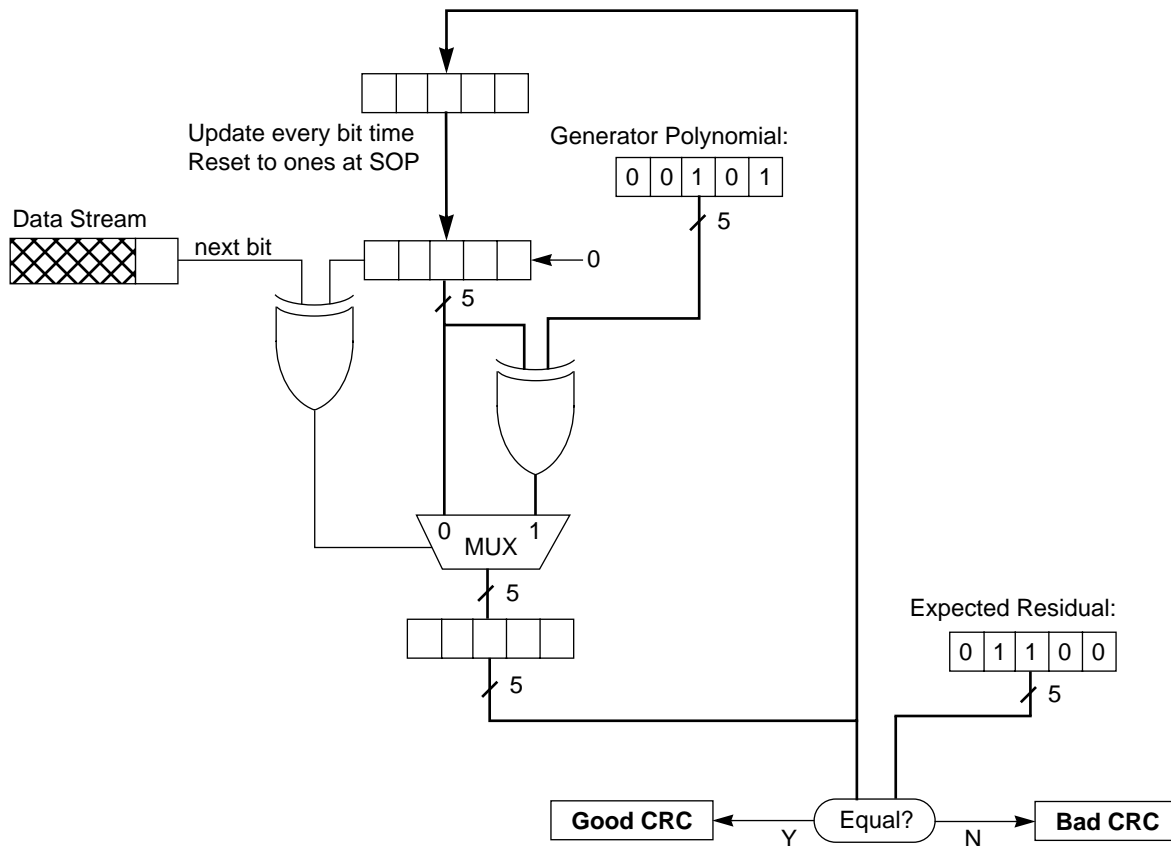 Update every bit time
Reset to ones at SOP
Generator Polynomial:
0 0 1 0 1
5
Data Stream
next bit
0
5
0 1
MUX
5
Expected Residual:
0 1 1 0 0
5
5
Good CRC
Y
Equal?
N
Bad CRC